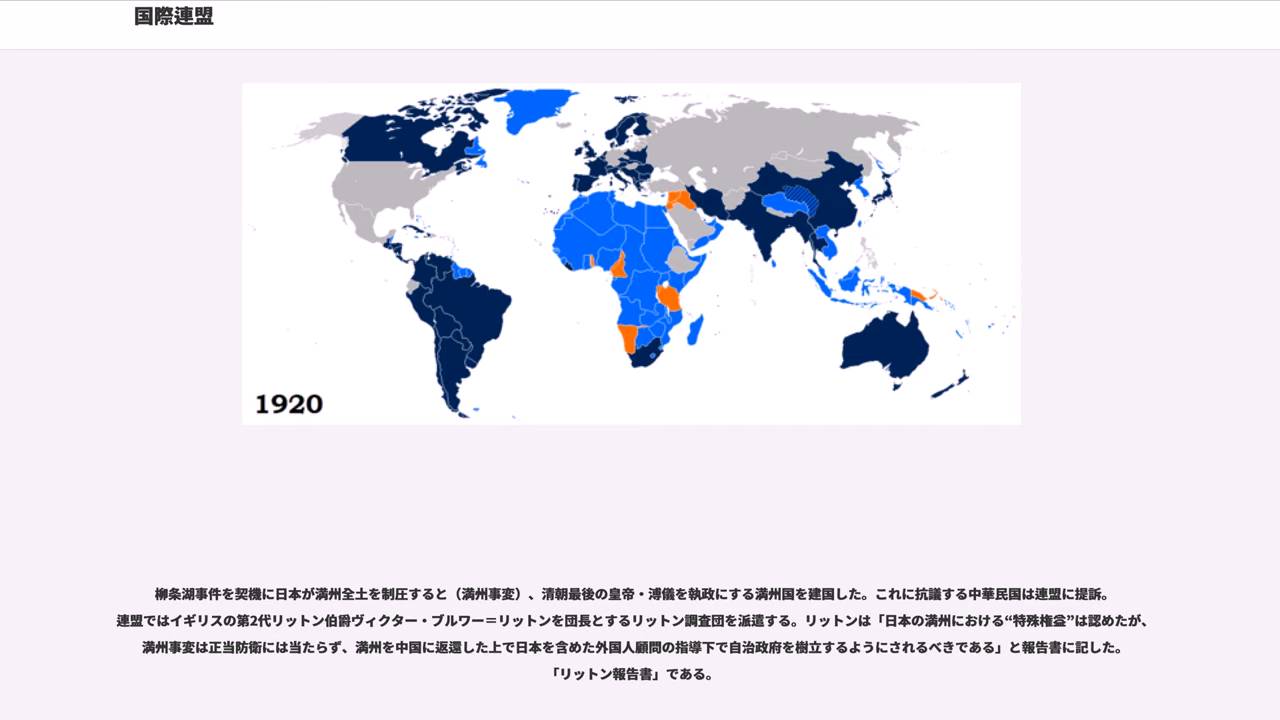 国際連盟
1920
柳条湖事件を契機に日本が満州全土を制圧すると（満州事変）、清朝最後の皇帝・溥儀を執政にする満州国を建国した。これに抗議する中華民国は連盟に提訴。
連盟ではイギリスの第2代リットン伯爵ヴィクター・ブルワー＝リットンを団長とするリットン調査団を派遣する。リットンは「日本の満州における“特殊権益”は認めたが、
満州事変は正当防衛には当たらず、満州を中国に返還した上で日本を含めた外国人顧問の指導下で自治政府を樹立するようにされるべきである」と報告書に記した。
「リットン報告書」である。